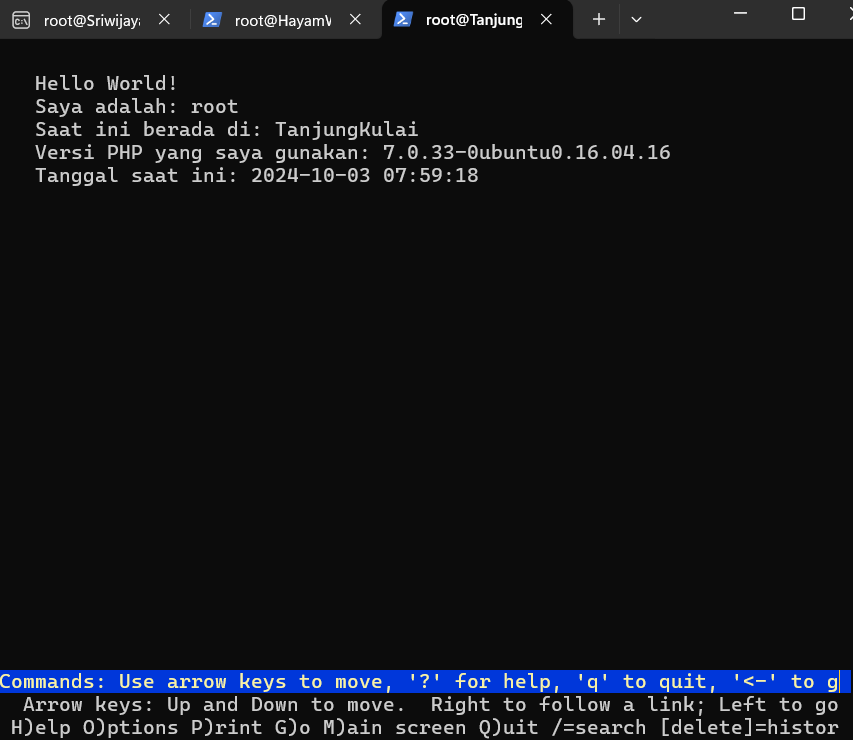 root@Sriwijay
root@HayamW
root@Tanjung
Hello World!
Saya adalah: root
Saat ini berada di: TanjungKulai
Versi PHP yang saya gunakan: 7.0.33-0ubuntu0.16.04.16
Tanggal saat ini: 2024-10-03 07:59:18
Commands: Use arrow keys to move, '?' for help, 'q' to quit, '<-' to g
Arrow keys: Up and Down to move.  Right to follow a link; Left to go
H)elp O)ptions P)rint G)o M)ain screen Q)uit /=search [delete]=histor